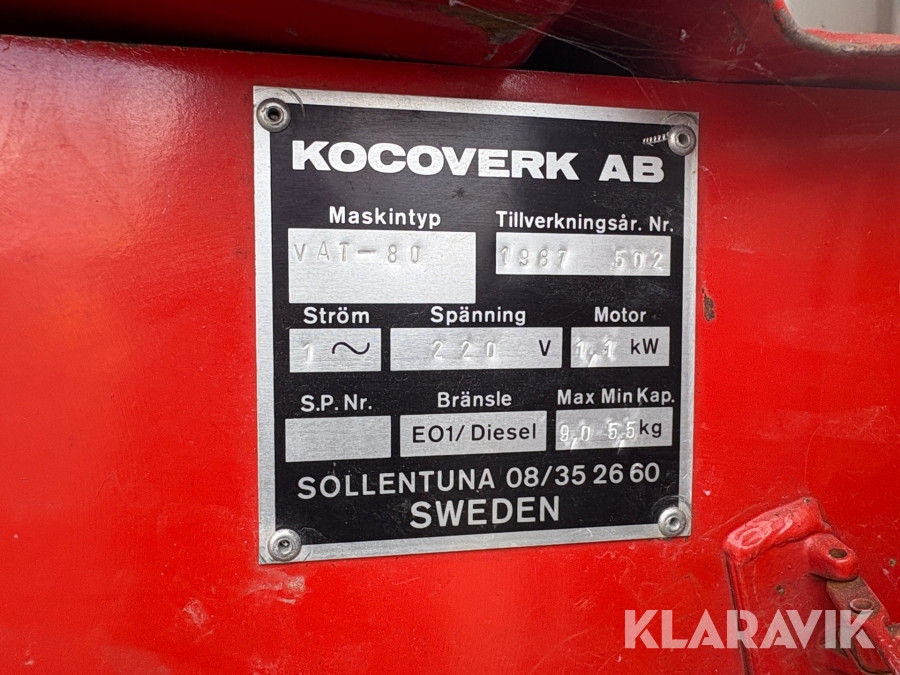 KOCOVERK AB
Maskintyp Tillverkningsår. Nr.
VAT-80 1987 502
Ström Spänning Motor
1 ~ 220 V 1,1 kW
S.P. Nr. Bränsle Max Min Kap.
EO1/Diesel 9,0 5,5 kg
SOLLENTUNA 08/35 26 60
SWEDEN
KLARAVIK